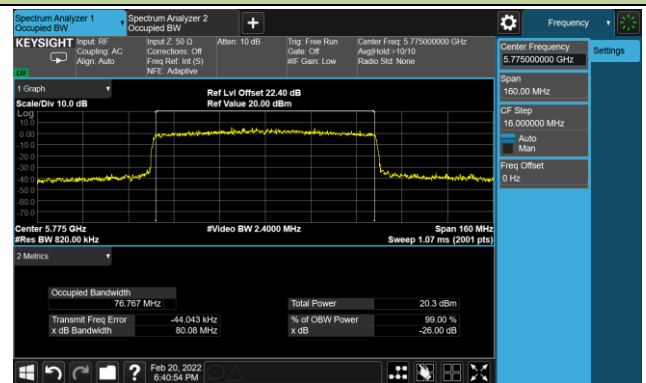 Spectrum Analyzer 1
Occupied BW
Spectrum Analyzer 2
Occupied BW
+
Frequency
KEYSIGHT
Input: RF
Coupling: AC
Align: Auto
Input Z: 50 Ω
Corrections: Off
Freq Ref: Int (S)
NFE: Adaptive
Atten: 10 dB
Trig: Free Run
Gate: Off
#IF Gain: Low
Center Freq: 5.775000000 GHz
Avg|Hold:>10/10
Radio Std: None
LXI
Center Frequency
5.775000000 GHz
Settings
Span
160.00 MHz
CF Step
16.000000 MHz
Auto
Man
Freq Offset
0 Hz
1 Graph
Scale/Div 10.0 dB
Ref Lvl Offset 22.40 dB
Ref Value 20.00 dBm
Log
10.0
0.00
-10.0
-20.0
-30.0
-40.0
-50.0
-60.0
-70.0
Center 5.775 GHz
#Res BW 820.00 kHz
#Video BW 2.4000 MHz
Span 160 MHz
Sweep 1.07 ms (2001 pts)
2 Metrics
Occupied Bandwidth
76.767 MHz
Total Power 20.3 dBm
Transmit Freq Error -44.043 kHz
% of OBW Power 99.00 %
x dB Bandwidth 80.08 MHz
x dB -26.00 dB
?
Feb 20, 2022
6:40:54 PM